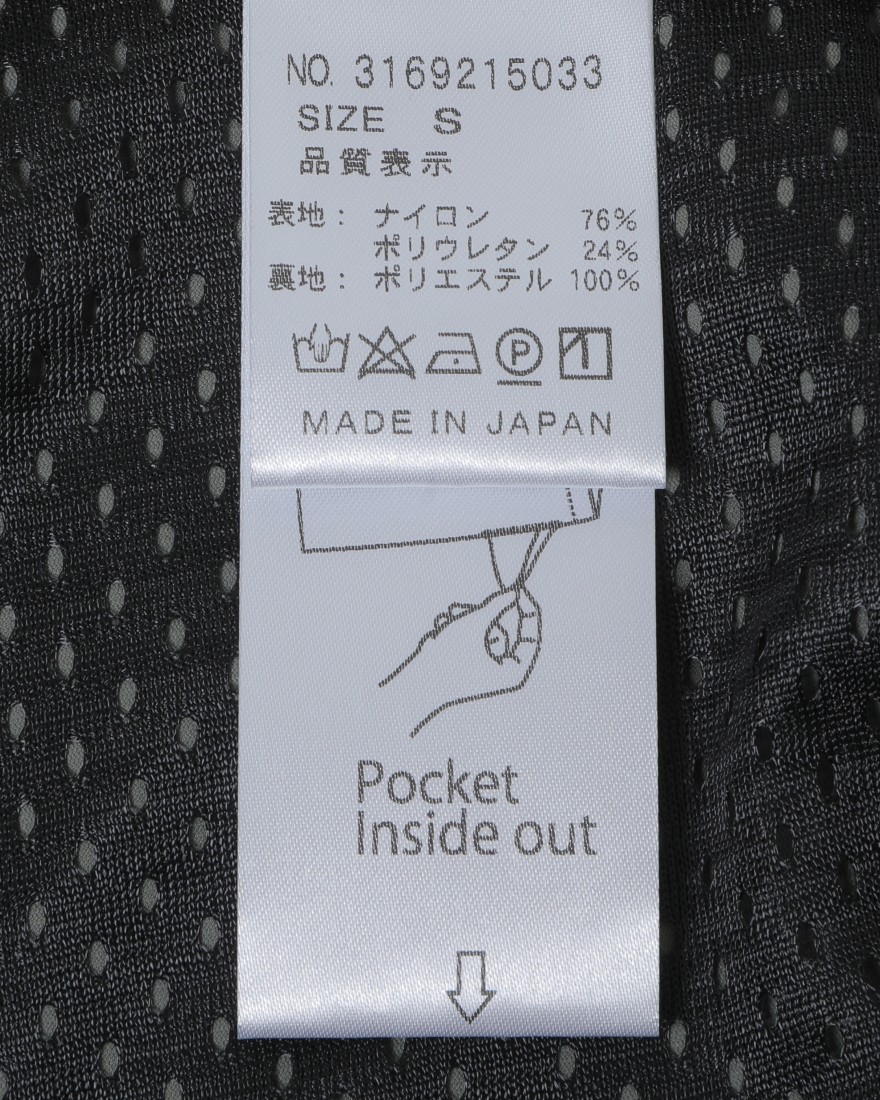 NO. 3169215033
SIZE S
品質表示
表地： ナイロン 76%
ポリウレタン 24%
裏地： ポリエステル 100%
P
MADE IN JAPAN
Pocket
Inside out